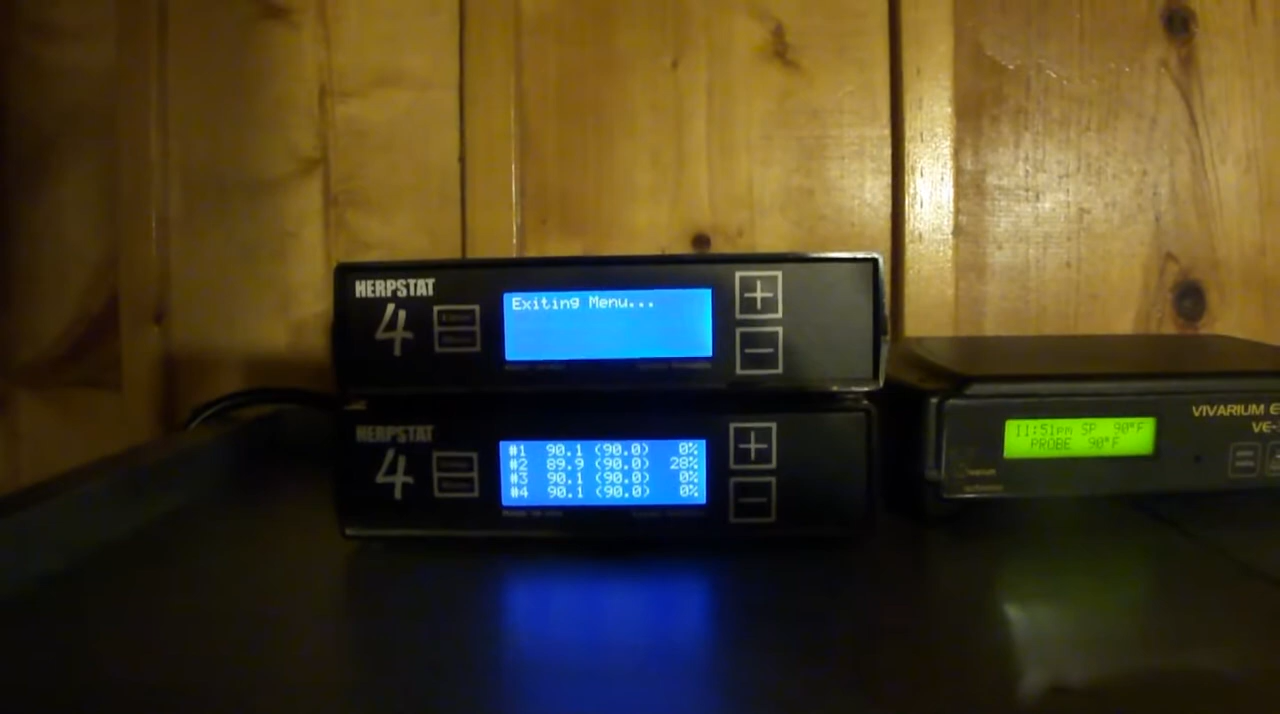 HERPSTAT
4
Exiting Menu...
+
-
HERPSTAT
4
#1 90.1 (90.0) 0%
#2 89.9 (90.0) 28%
#3 90.1 (90.0) 0%
#4 90.1 (90.0) 0%
+
-
VIVARIUM E
VE-
11:51pm SP 90°F
PROBE 90°F